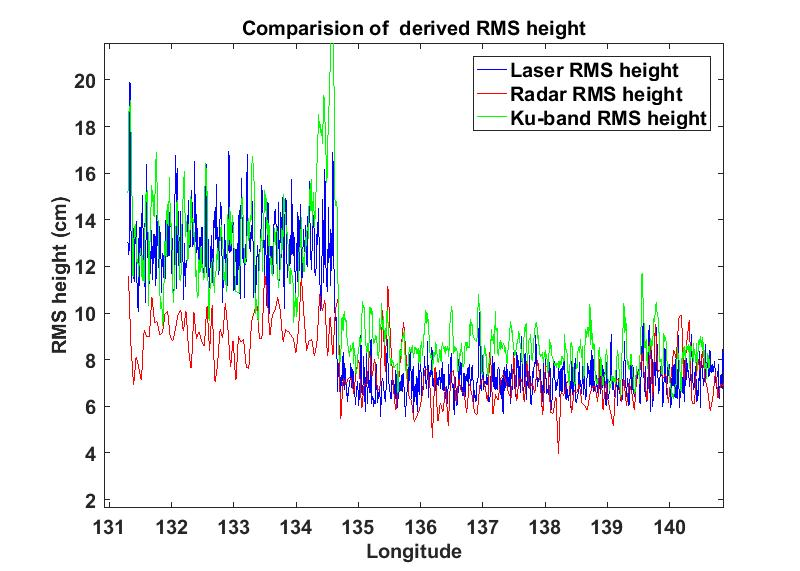 Comparision of  derived RMS height
Laser RMS height
Radar RMS height
Ku-band RMS height
RMS height (cm)
20
18
16
14
12
10
8
6
4
2
131 132 133 134 135 136 137 138 139 140
Longitude